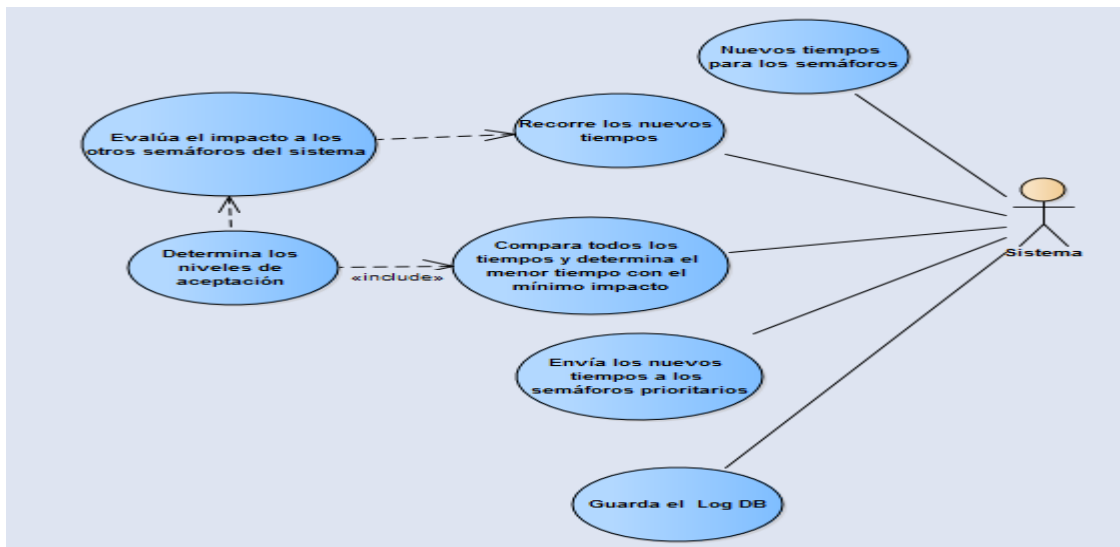 Nuevos tiempos
para los semáforos
Evalúa el impacto a los
otros semáforos del sistema
Recorre los nuevos
tiempos
Sistema
Determina los
niveles de
aceptación
«include»
Compara todos los
tiempos y determina el
menor tiempo con el
mínimo impacto
Envía los nuevos
tiempos a los
semáforos prioritarios
Guarda el Log DB